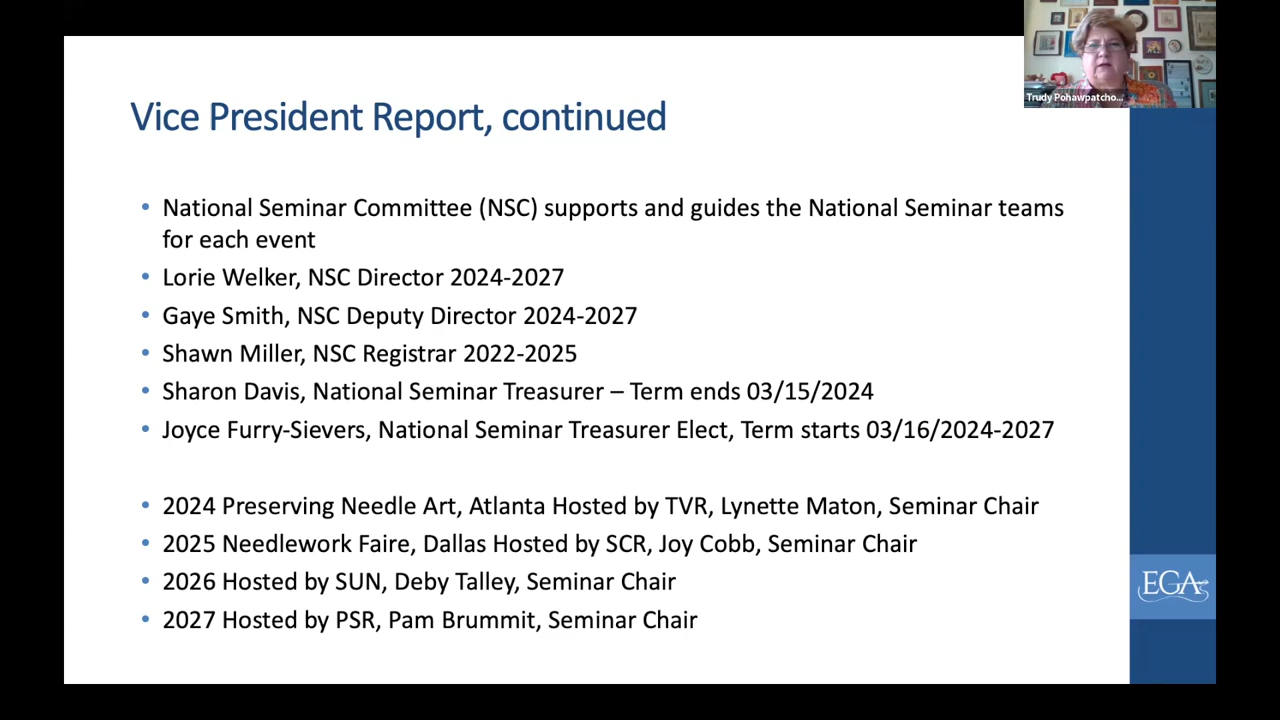 Trudy Pohawpatcho...
Vice President Report, continued
• National Seminar Committee (NSC) supports and guides the National Seminar teams
for each event
• Lorie Welker, NSC Director 2024-2027
• Gaye Smith, NSC Deputy Director 2024-2027
• Shawn Miller, NSC Registrar 2022-2025
• Sharon Davis, National Seminar Treasurer – Term ends 03/15/2024
• Joyce Furry-Sievers, National Seminar Treasurer Elect, Term starts 03/16/2024-2027
• 2024 Preserving Needle Art, Atlanta Hosted by TVR, Lynette Maton, Seminar Chair
• 2025 Needlework Faire, Dallas Hosted by SCR, Joy Cobb, Seminar Chair
• 2026 Hosted by SUN, Deby Talley, Seminar Chair
• 2027 Hosted by PSR, Pam Brummit, Seminar Chair
EGA